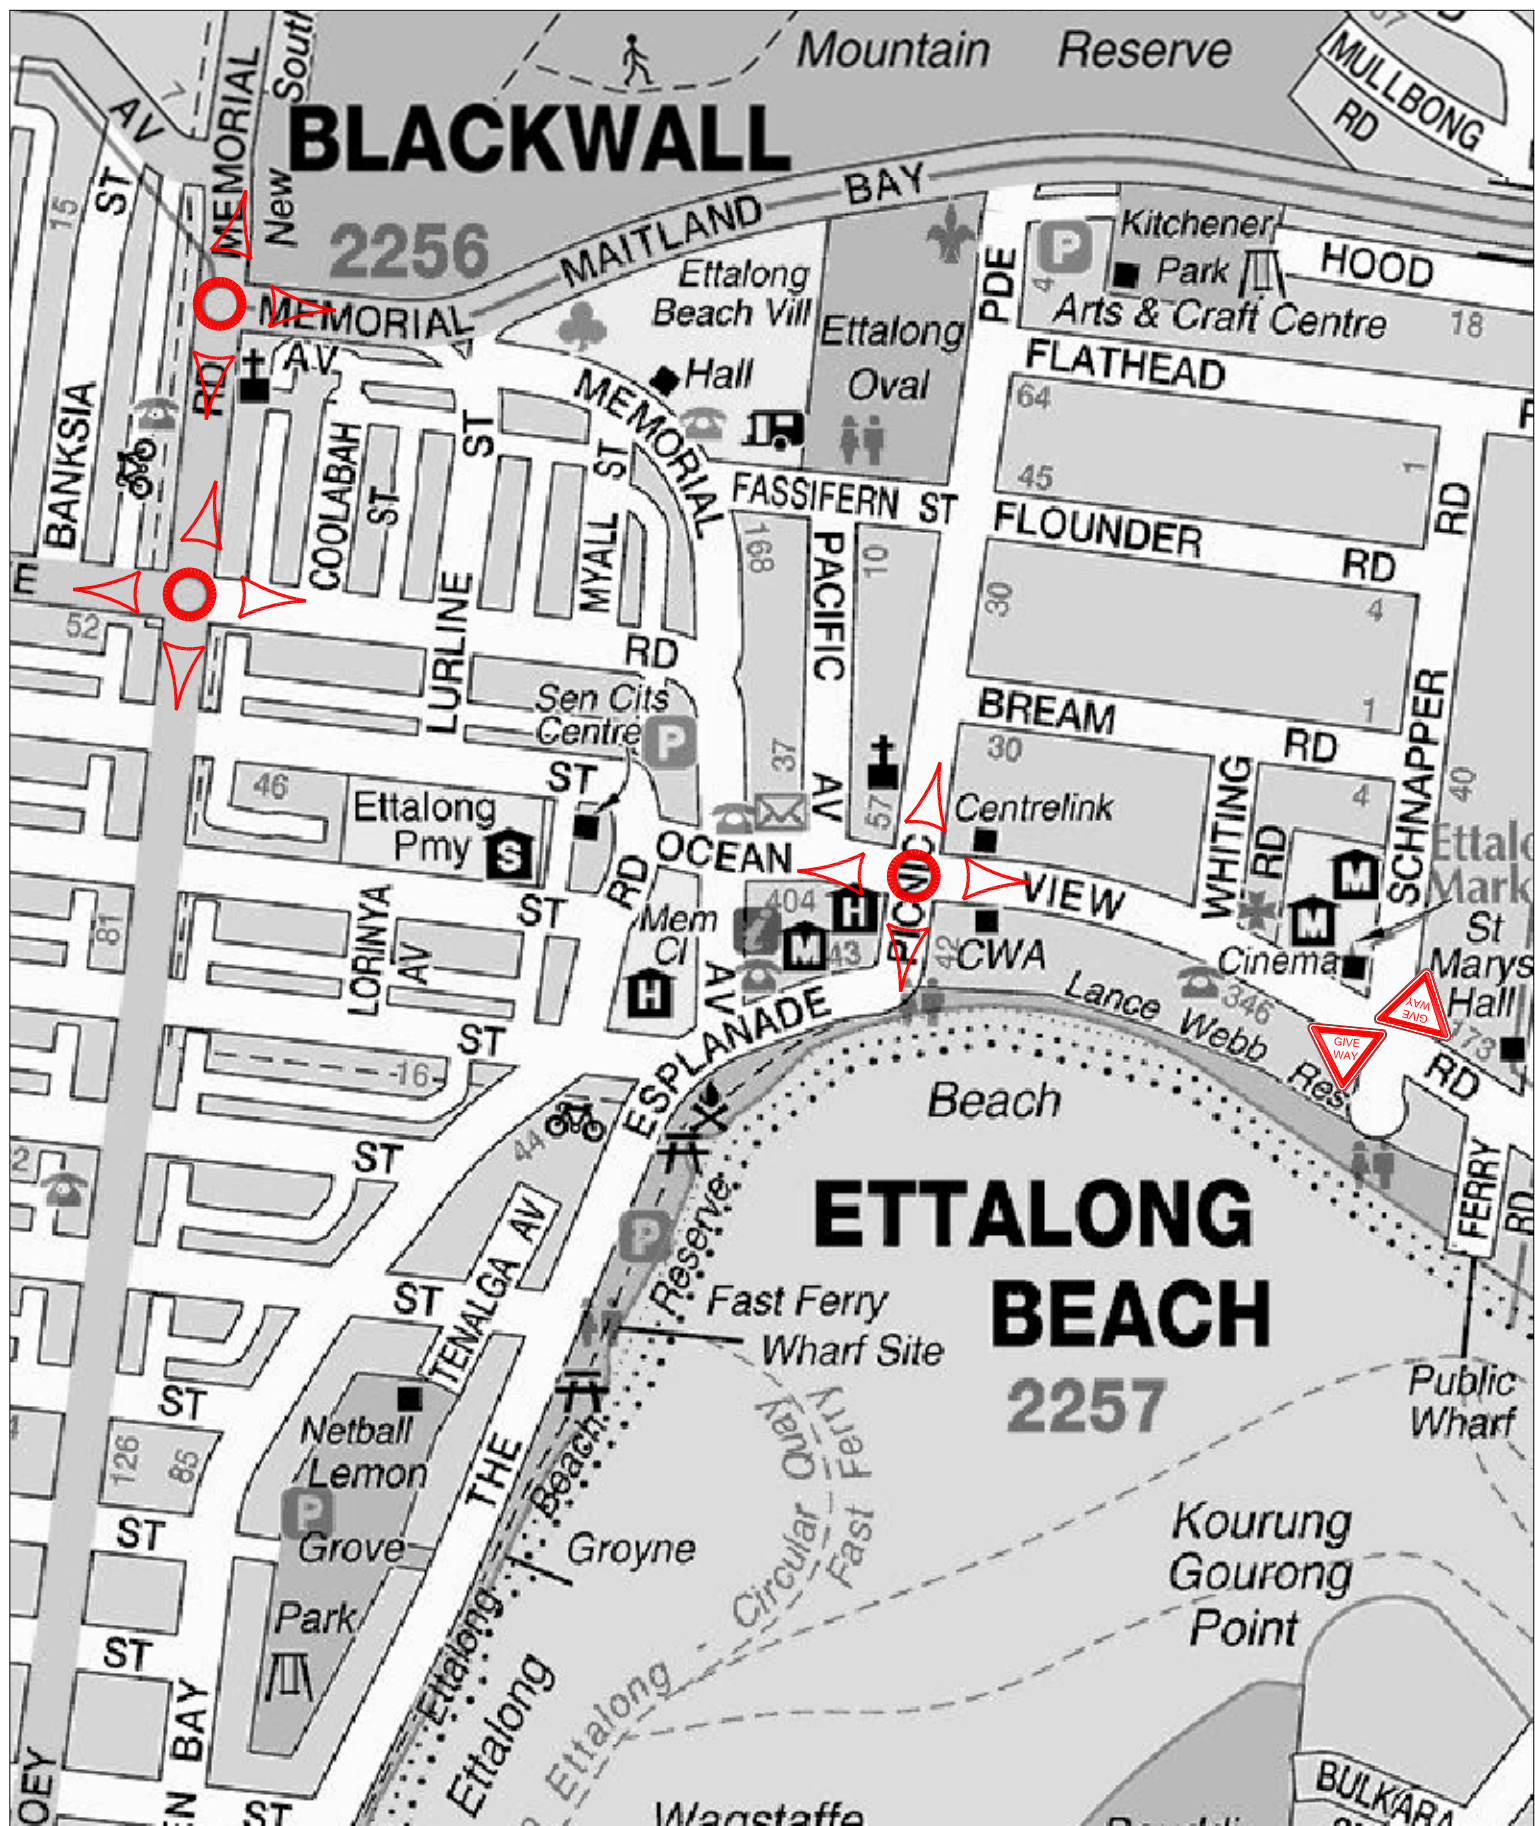 Mountain Reserve
MULLBONG
RD
AV
7
MEMORIAL
South
New
BLACKWALL
2256
MAITLAND BAY
15
ST
Kitchener
Park
Arts & Craft Centre
HOOD
18
PDE
P
4
Ettalong
Beach Vill
Hall
Ettalong
Oval
MEMORIAL
AV
RD
FLATHEAD
64
45
1
RD
MEMORIAL
BANKSIA
COOLABAH
ST
ST
ST
MYALL
FASSIFERN ST
FLOUNDER
RD
168
PACIFIC
10
30
4
E
52
LURLINE
RD
Sen Cits
Centre
P
BREAM
RD
30
1
SCHNAPPER
37
AV
57
Centrelink
WHITING
RD
4
40
46
Ettalong
Pmy
S
ST
OCEAN
PICNIC
VIEW
M
M
H
404
43
42
CWA
Cinema
St
Marys
Hall
173
LORINYA
AV
81
ST
RD
Mem
Cl
H
AV
Lance
Webb
Res
346
GIVE
WAY
GIVE
WAY
RD
ESPLANADE
ST
16
Beach
44
ST
2
FERRY
RD
ETTALONG
BEACH
2257
P
Reserve
TENALGA AV
ST
Fast Ferry
Wharf Site
Public
Wharf
ST
Netball
Lemon
P
Grove
Park
THE
Beach
126
85
4
ST
ST
Groyne
Circular Quay
Fast Ferry
Kourung
Gourong
Point
Ettalong
Ettalong
Ettalong
BAY
ST
BULKARA
Wagstaffe